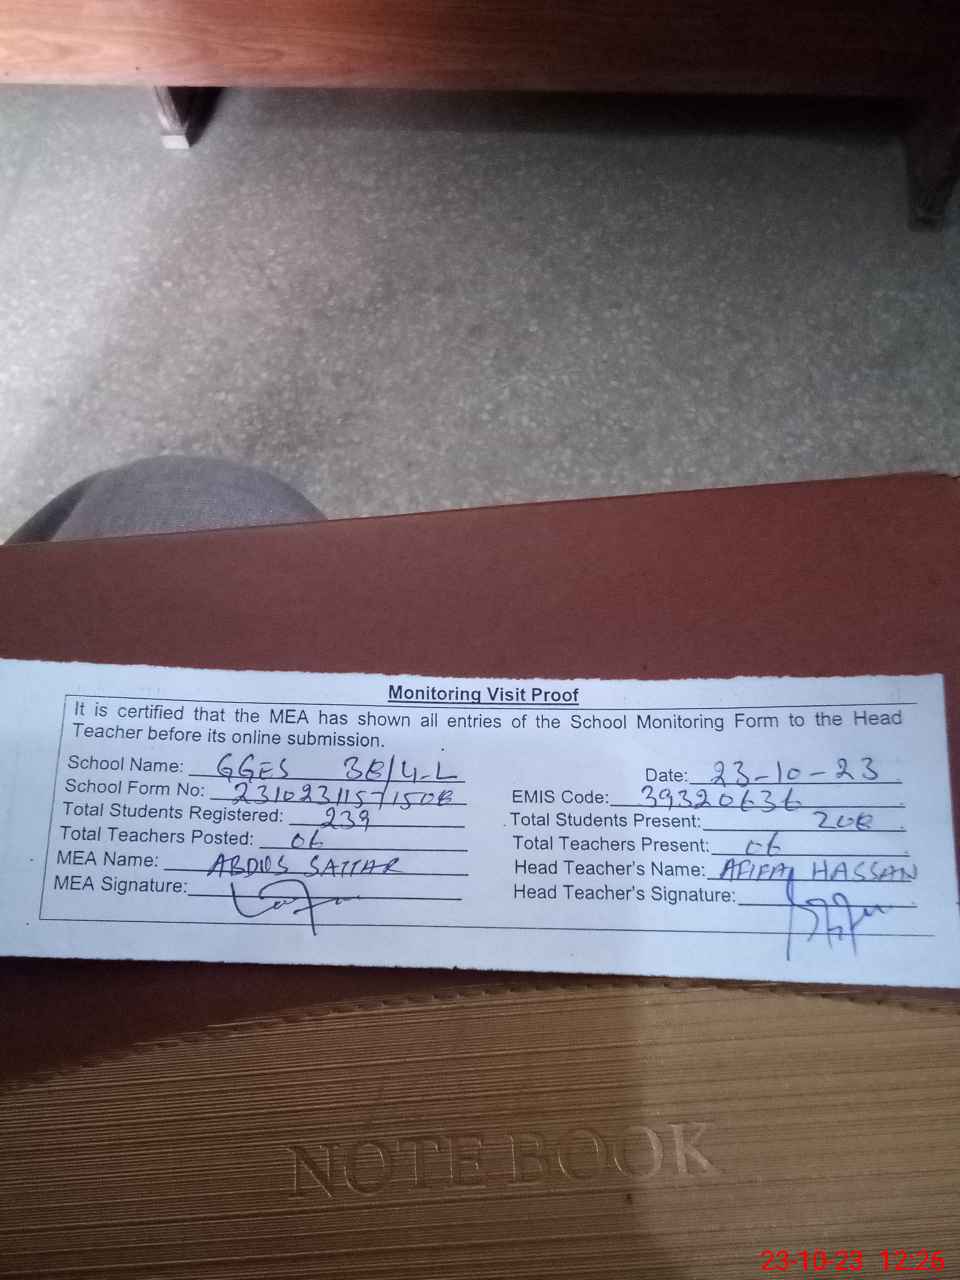 Monitoring Visit Proof
It is certified that the MEA has shown all entries of the School Monitoring Form to the Head
Teacher before its online submission.
School Name: GGES 38/4-L
Date: 23-10-23
School Form No:
EMIS Code: 39320636
Total Students Registered: 239
Total Students Present: 208
Total Teachers Posted: 06
Total Teachers Present: 06
MEA Name: ABDUS SATTAR
Head Teacher's Name: AFIFA HASSAN
MEA Signature:
Head Teacher's Signature:
NOTE BOOK
23-10-23 12:26